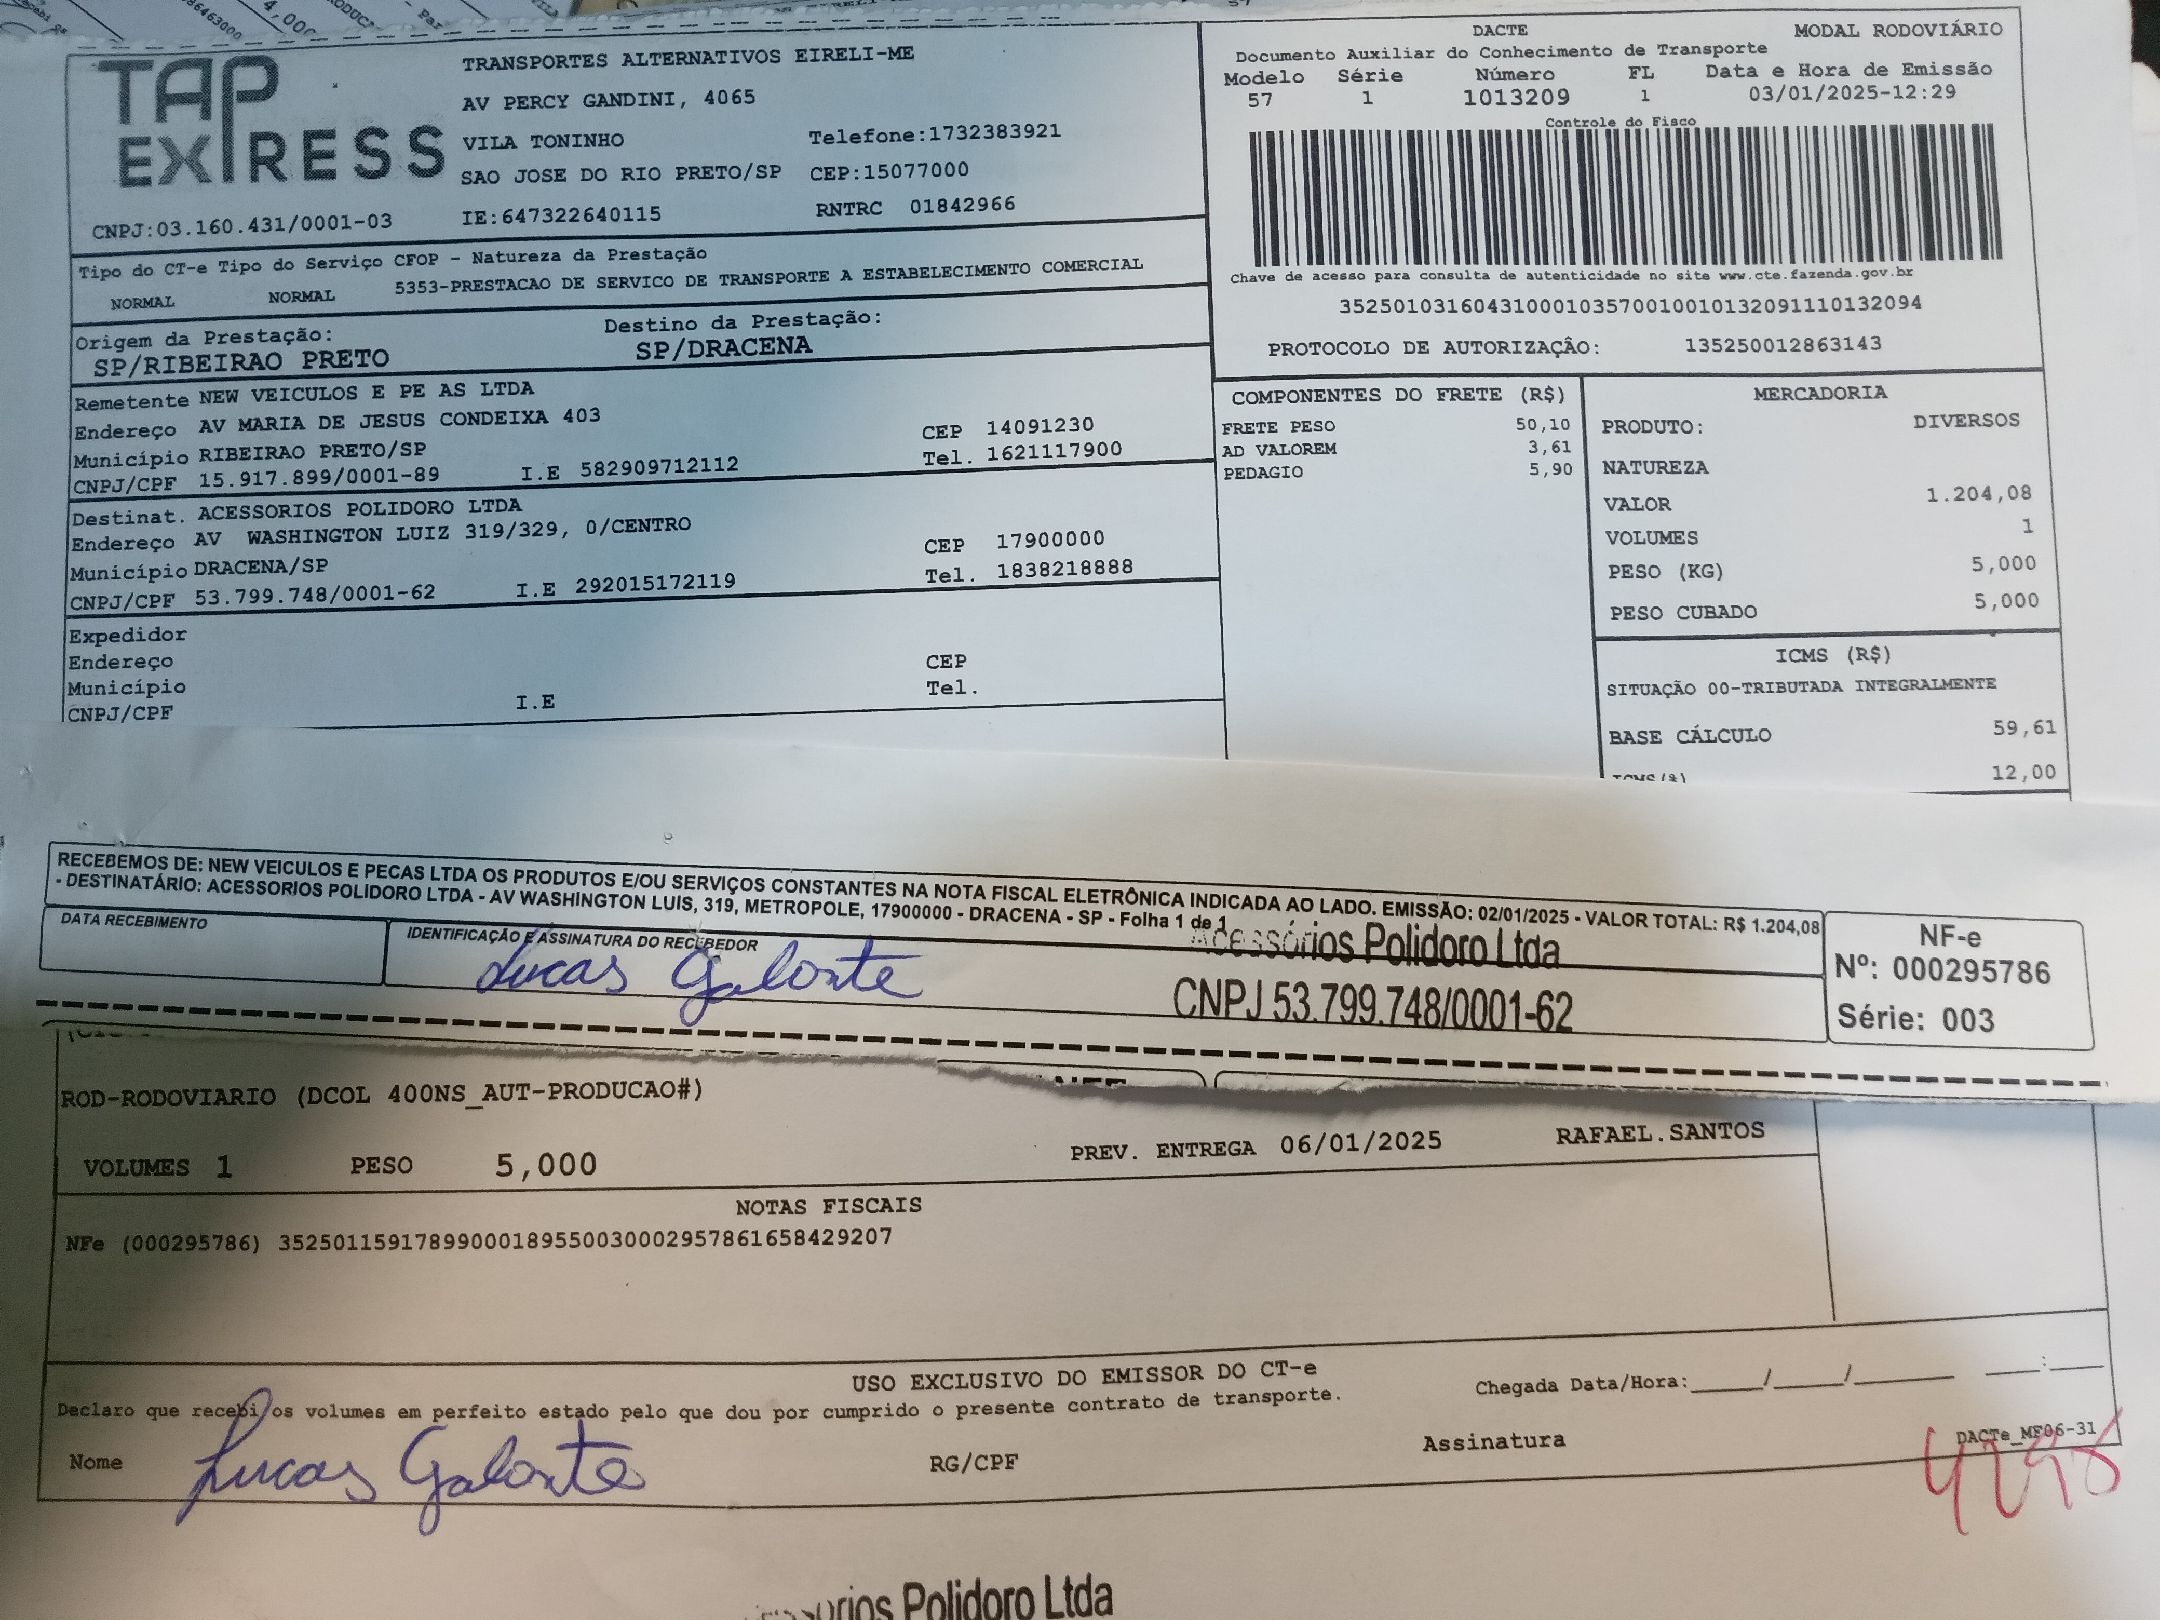 TAP EXPRESS
TRANSPORTES ALTERNATIVOS EIRELI-ME
AV PERCY GANDINI, 4065
VILA TONINHO Telefone:1732383921
SAO JOSE DO RIO PRETO/SP CEP:15077000
CNPJ:03.160.431/0001-03 IE:647322640115 RNTRC 01842966
DACTE MODAL RODOVIÁRIO
Documento Auxiliar do Conhecimento de Transporte
Modelo Série Número FL Data e Hora de Emissão
57 1 1013209 1 03/01/2025-12:29
Controle do Fisco
Chave de acesso para consulta de autenticidade no site www.cte.fazenda.gov.br
35250103160431000103570010010132091110132094
PROTOCOLO DE AUTORIZAÇÃO: 135250012863143
Tipo do CT-e Tipo do Serviço CFOP - Natureza da Prestação
NORMAL NORMAL 5353-PRESTACAO DE SERVICO DE TRANSPORTE A ESTABELECIMENTO COMERCIAL
Origem da Prestação: Destino da Prestação:
SP/RIBEIRAO PRETO SP/DRACENA
Remetente NEW VEICULOS E PE AS LTDA
Endereço AV MARIA DE JESUS CONDEIXA 403 CEP 14091230
Município RIBEIRAO PRETO/SP Tel. 1621117900
CNPJ/CPF 15.917.899/0001-89 I.E 582909712112
Destinat. ACESSORIOS POLIDORO LTDA
Endereço AV WASHINGTON LUIZ 319/329, 0/CENTRO CEP 17900000
Município DRACENA/SP Tel. 1838218888
CNPJ/CPF 53.799.748/0001-62 I.E 292015172119
Expedidor
Endereço CEP
Município Tel.
CNPJ/CPF I.E
COMPONENTES DO FRETE (R$)
FRETE PESO 50,10
AD VALOREM 3,61
PEDAGIO 5,90
MERCADORIA
PRODUTO: DIVERSOS
NATUREZA
VALOR 1.204,08
VOLUMES 1
PESO (KG) 5,000
PESO CUBADO 5,000
ICMS (R$)
SITUAÇÃO 00-TRIBUTADA INTEGRALMENTE
BASE CÁLCULO 59,61
ICMS(%) 12,00
RECEBEMOS DE: NEW VEICULOS E PECAS LTDA OS PRODUTOS E/OU SERVIÇOS CONSTANTES NA NOTA FISCAL ELETRÔNICA INDICADA AO LADO. EMISSÃO: 02/01/2025 - VALOR TOTAL: R$ 1.204,08
- DESTINATÁRIO: ACESSORIOS POLIDORO LTDA - AV WASHINGTON LUIS, 319, METROPOLE, 17900000 - DRACENA - SP - Folha 1 de 1
DATA RECEBIMENTO IDENTIFICAÇÃO E ASSINATURA DO RECEBEDOR
Lucas Galonte
Acessórios Polidoro Ltda
CNPJ 53.799.748/0001-62
NF-e
Nº: 000295786
Série: 003
ROD-RODOVIARIO (DCOL 400NS_AUT-PRODUCAO#)
VOLUMES 1 PESO 5,000 PREV. ENTREGA 06/01/2025 RAFAEL.SANTOS
NOTAS FISCAIS
NFe (000295786) 35250115917899000189550030002957861658429207
USO EXCLUSIVO DO EMISSOR DO CT-e
Declaro que recebi os volumes em perfeito estado pelo que dou por cumprido o presente contrato de transporte. Chegada Data/Hora:_____/_____/_______ ____:____
Nome Lucas Galonte RG/CPF Assinatura DACTe_MF06-31
Polidoro Ltda